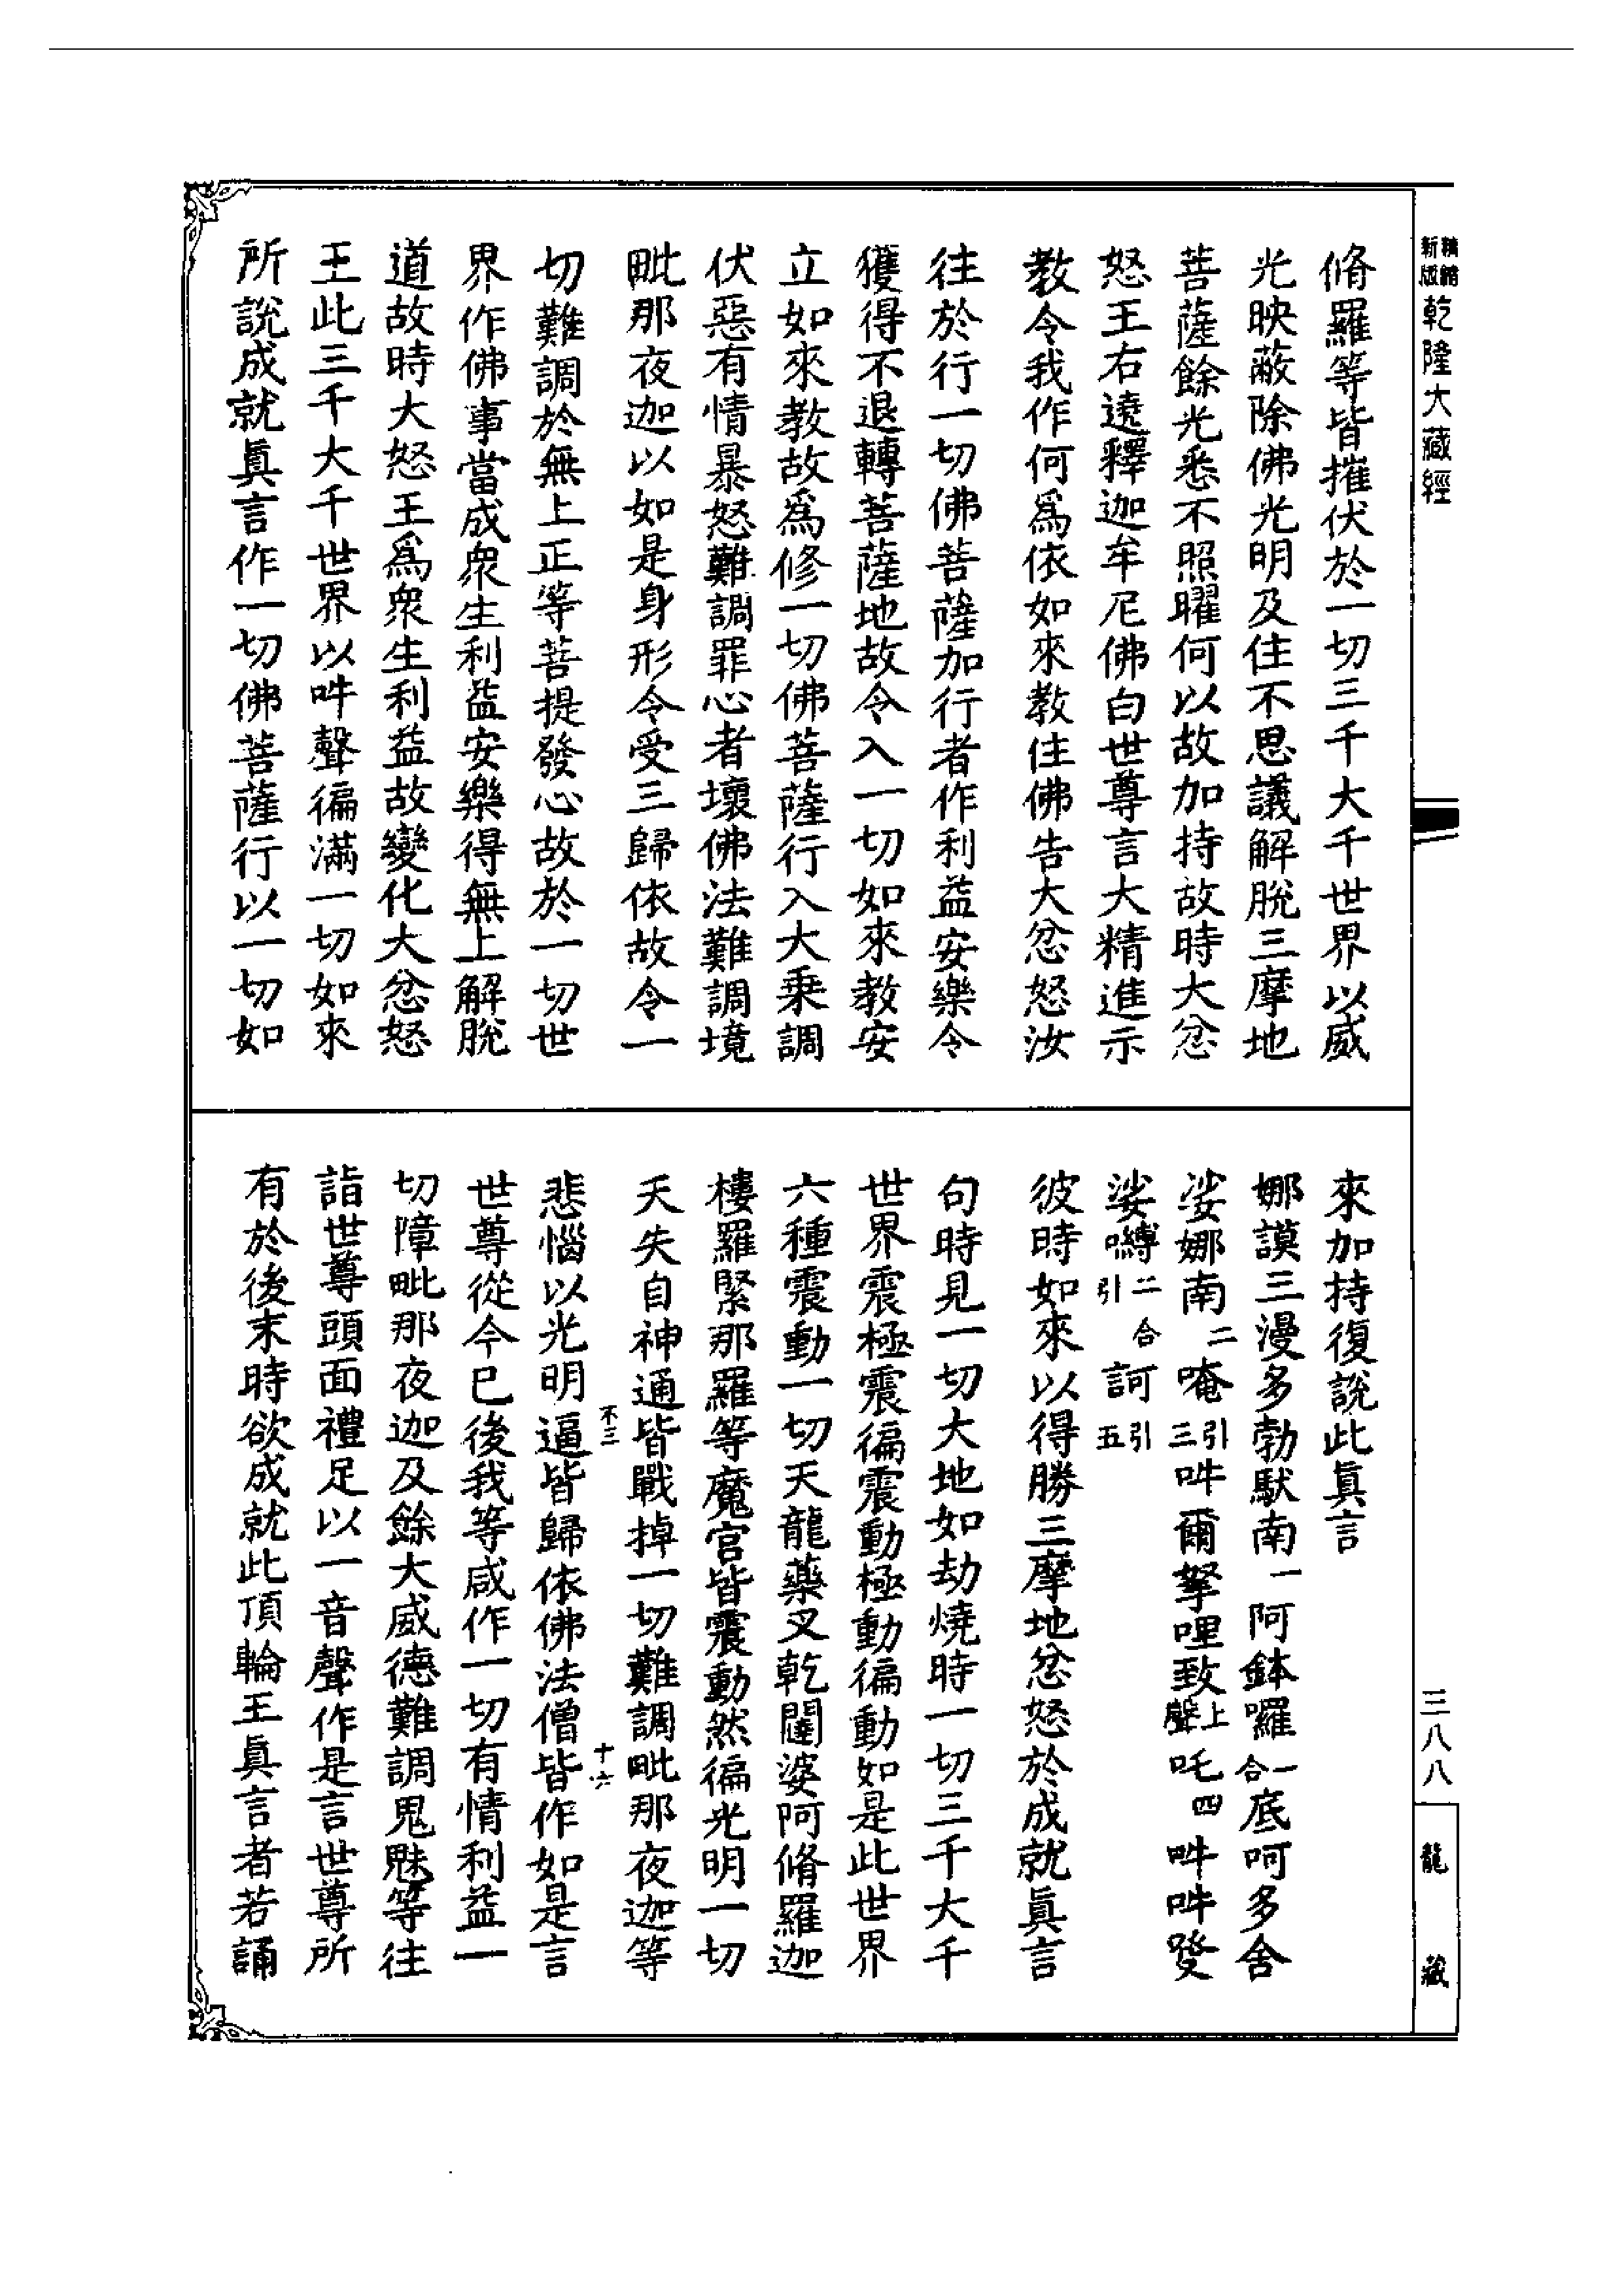 精縮新版乾隆大藏經
脩羅等皆摧伏於一切三千大千世界以威
光映蔽除佛光明及住不思議解脫三摩地
菩薩餘光悉不照曜何以故加持故時大忿
怒王右遶釋迦牟尼佛白世尊言大精進示
教令我作何爲依如來教住佛告大忿怒汝
往於行一切佛菩薩加行者作利益安樂令
獲得不退轉菩薩地故令入一切如來教安
立如來教故爲修一切佛菩薩行入大乘調
伏惡有情暴怒難調罪心者壞佛法難調境
毗那夜迦以如是身形令受三歸依故令一
切難調於無上正等菩提發心故於一切世
界作佛事當成衆生利益安樂得無上解脫
道故時大怒王爲衆生利益故變化大忿怒
王此三千大千世界以吽聲徧滿一切如來
所說成就眞言作一切佛菩薩行以一切如
來加持復說此眞言
娜謨三漫多勃馱南一阿鉢囉二合底呵多舍
娑娜南二唵引三吽爾拏哩致上聲吒四吽吽癹
娑嚩二合引訶引五
彼時如來以得勝三摩地忿怒於成就眞言
句時見一切大地如劫燒時一切三千大千
世界震極震徧震動極動徧動如是此世界
六種震動一切天龍藥叉乾闥婆阿脩羅迦
樓羅緊那羅等魔宮皆震動然徧光明一切
天失自神通皆戰掉一切難調毗那夜迦等
不三
十六
悲惱以光明逼皆歸依佛法僧皆作如是言
世尊從今已後我等咸作一切有情利益一
切障毗那夜迦及餘大威德難調鬼魅等往
詣世尊頭面禮足以一音聲作是言世尊所
有於後末時欲成就此頂輪王眞言者若誦
三八八
龍藏